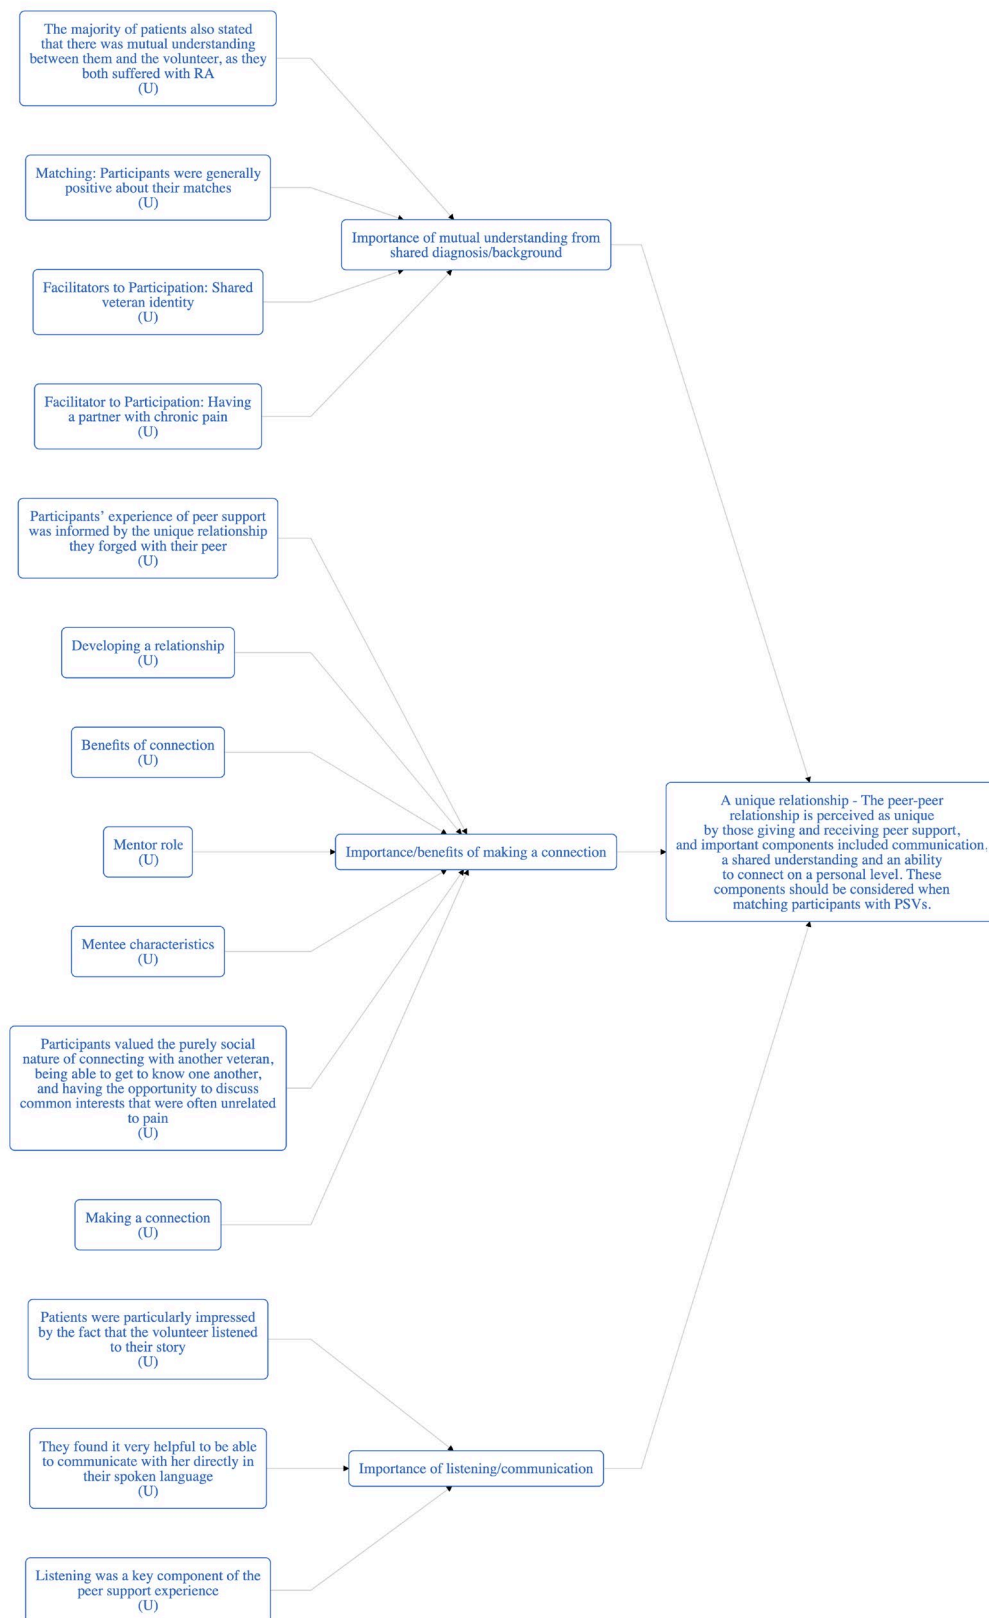 The majority of patients also stated
that there was mutual understanding
between them and the volunteer, as they
both suffered with RA
(U)
Matching: Participants were generally
positive about their matches
(U)
Facilitators to Participation: Shared
veteran identity
(U)
Facilitator to Participation: Having
a partner with chronic pain
(U)
Importance of mutual understanding from
shared diagnosis/background
Participants’ experience of peer support
was informed by the unique relationship
they forged with their peer
(U)
Developing a relationship
(U)
Benefits of connection
(U)
Mentor role
(U)
Mentee characteristics
(U)
Participants valued the purely social
nature of connecting with another veteran,
being able to get to know one another,
and having the opportunity to discuss
common interests that were often unrelated
to pain
(U)
Making a connection
(U)
Importance/benefits of making a connection
Patients were particularly impressed
by the fact that the volunteer listened
to their story
(U)
They found it very helpful to be able
to communicate with her directly in
their spoken language
(U)
Listening was a key component of the
peer support experience
(U)
Importance of listening/communication
A unique relationship - The peer-peer
relationship is perceived as unique
by those giving and receiving peer support,
and important components included communication,
a shared understanding and an ability
to connect on a personal level. These
components should be considered when
matching participants with PSVs.